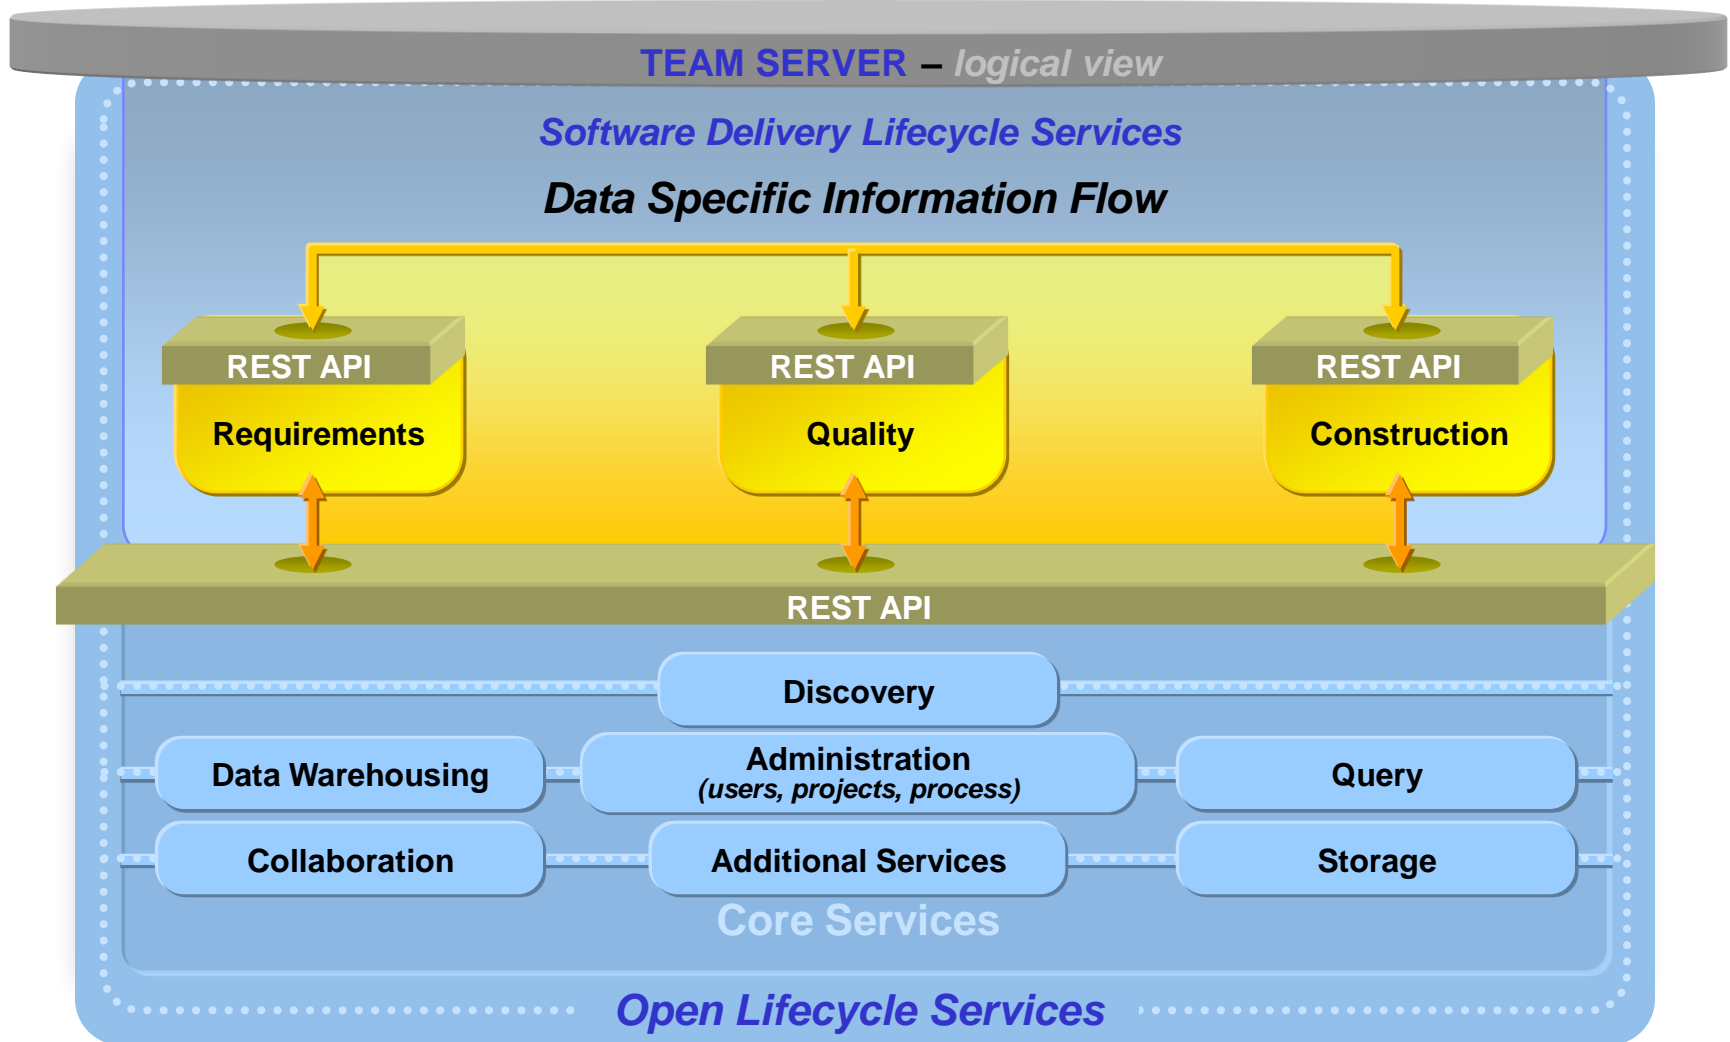 TEAM SERVER – logical view
Software Delivery Lifecycle Services
Data Specific Information Flow
REST API
REST API
REST API
Requirements
Quality
Construction
REST API
Discovery
Data Warehousing
Administration
(users, projects, process)
Query
Collaboration
Additional Services
Storage
Core Services
Open Lifecycle Services